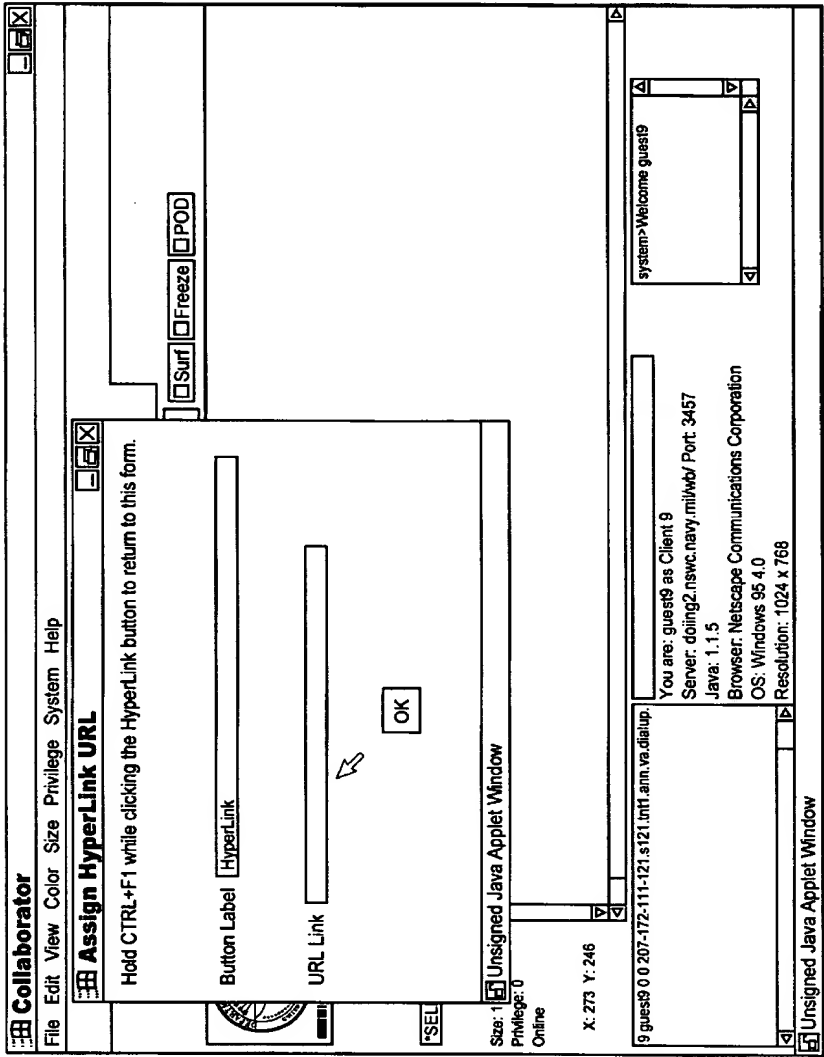 Collaborator
File Edit View Color Size Privilege System Help
Assign HyperLink URL
Hold CTRL+F1 while clicking the HyperLink button to return to this form.
Button Label HyperLink
URL Link
OK
Unsigned Java Applet Window
Surf Freeze POD
*SEL
Size: 1
Privilege: 0
Online
X: 273 Y: 246
9 guest9 0 0 207-172-111-121.s121.tnt1.ann.va.dialup.
You are: guest9 as Client 9
Server: doiing2.nswc.navy.mil/wb/ Port: 3457
Java: 1.1.5
Browser: Netscape Communications Corporation
OS: Windows 95 4.0
Resolution: 1024 x 768
system>Welcome guest9
Unsigned Java Applet Window